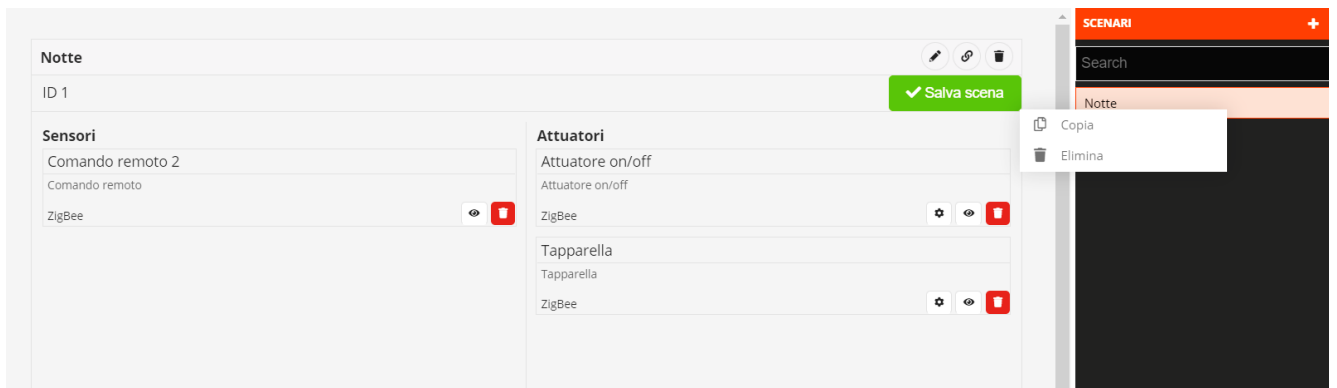 Notte
ID 1
Salva scena
Sensori
Comando remoto 2
Comando remoto
ZigBee
Attuatori
Attuatore on/off
Attuatore on/off
ZigBee
Tapparella
Tapparella
ZigBee
SCENARI
Search
Notte
Copia
Elimina